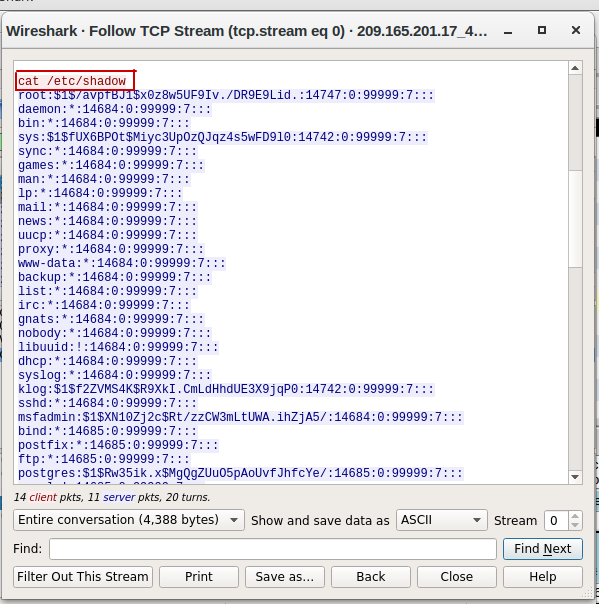 Wireshark · Follow TCP Stream (tcp.stream eq 0) · 209.165.201.17_4…
cat /etc/shadow
root:$1$/avpfBJ1$x0z8w5UF9Iv./DR9E9Lid.:14747:0:99999:7:::
daemon:*:14684:0:99999:7:::
bin:*:14684:0:99999:7:::
sys:$1$fUX6BPOt$Miyc3UpOzQJqz4s5wFD9l0:14742:0:99999:7:::
sync:*:14684:0:99999:7:::
games:*:14684:0:99999:7:::
man:*:14684:0:99999:7:::
lp:*:14684:0:99999:7:::
mail:*:14684:0:99999:7:::
news:*:14684:0:99999:7:::
uucp:*:14684:0:99999:7:::
proxy:*:14684:0:99999:7:::
www-data:*:14684:0:99999:7:::
backup:*:14684:0:99999:7:::
list:*:14684:0:99999:7:::
irc:*:14684:0:99999:7:::
gnats:*:14684:0:99999:7:::
nobody:*:14684:0:99999:7:::
libuuid:!:14684:0:99999:7:::
dhcp:*:14684:0:99999:7:::
syslog:*:14684:0:99999:7:::
klog:$1$f2ZVMS4K$R9XkI.CmLdHhdUE3X9jqP0:14742:0:99999:7:::
sshd:*:14684:0:99999:7:::
msfadmin:$1$XN10Zj2c$Rt/zzCW3mLtUWA.ihZjA5/:14684:0:99999:7:::
bind:*:14685:0:99999:7:::
postfix:*:14685:0:99999:7:::
ftp:*:14685:0:99999:7:::
postgres:$1$Rw35ik.x$MgQgZUuO5pAoUvfJhfcYe/:14685:0:99999:7:::
14 client pkts, 11 server pkts, 20 turns.
Entire conversation (4,388 bytes) Show and save data as ASCII Stream 0
Find: Find Next
Filter Out This Stream Print Save as… Back Close Help